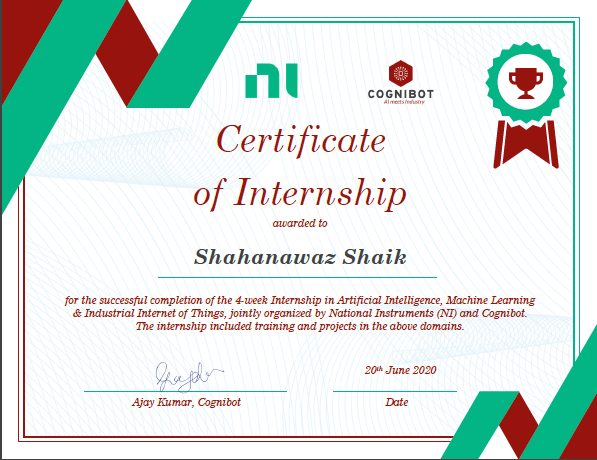 ni
COGNIBOT
AI meets Industry
Certificate
of Internship
awarded to
Shahanawaz Shaik
for the successful completion of the 4-week Internship in Artificial Intelligence, Machine Learning
& Industrial Internet of Things, jointly organized by National Instruments (NI) and Cognibot.
The internship included training and projects in the above domains.
20th June 2020
Ajay Kumar, Cognibot
Date